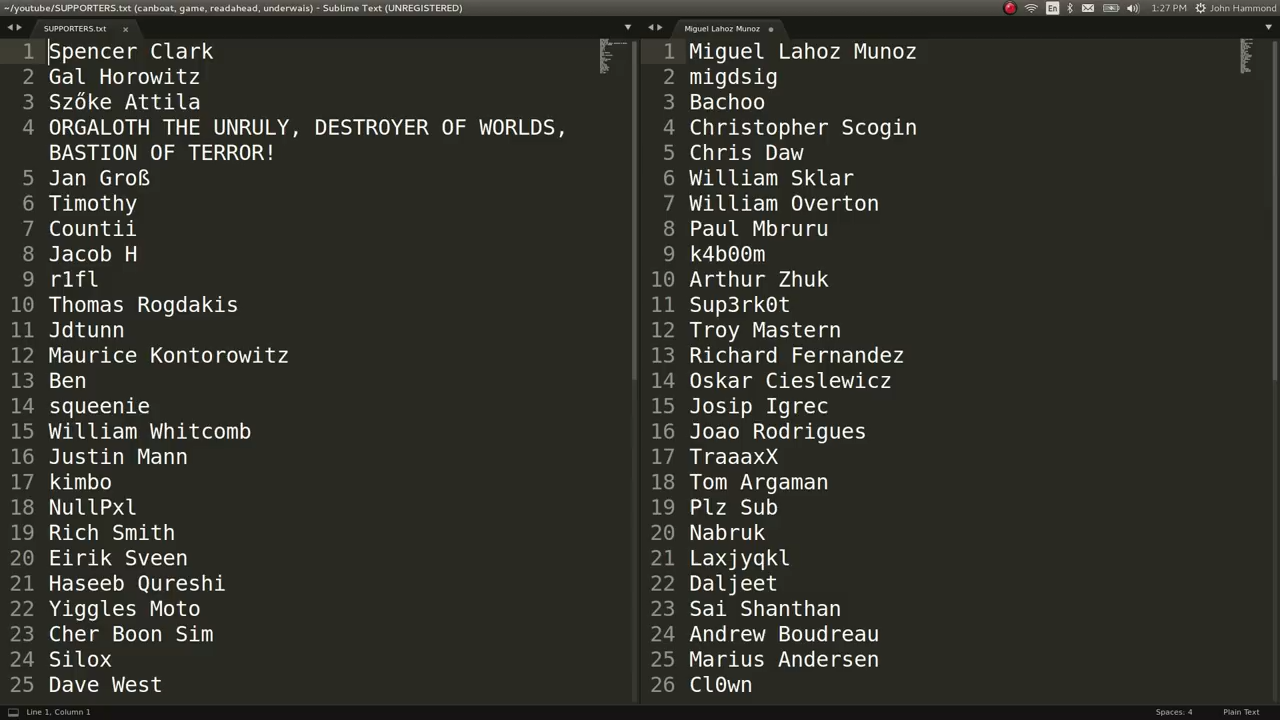 ~/youtube/SUPPORTERS.txt (canboat, game, readahead, underwais) - Sublime Text (UNREGISTERED)
En
1:27 PM
John Hammond
SUPPORTERS.txt
1 Spencer Clark
2 Gal Horowitz
3 Szőke Attila
4 ORGALOTH THE UNRULY, DESTROYER OF WORLDS,
BASTION OF TERROR!
5 Jan Groß
6 Timothy
7 Countii
8 Jacob H
9 r1fl
10 Thomas Rogdakis
11 Jdtunn
12 Maurice Kontorowitz
13 Ben
14 squeenie
15 William Whitcomb
16 Justin Mann
17 kimbo
18 NullPxl
19 Rich Smith
20 Eirik Sveen
21 Haseeb Qureshi
22 Yiggles Moto
23 Cher Boon Sim
24 Silox
25 Dave West
Miguel Lahoz Munoz
1 Miguel Lahoz Munoz
2 migdsig
3 Bachoo
4 Christopher Scogin
5 Chris Daw
6 William Sklar
7 William Overton
8 Paul Mbruru
9 k4b00m
10 Arthur Zhuk
11 Sup3rk0t
12 Troy Mastern
13 Richard Fernandez
14 Oskar Cieslewicz
15 Josip Igrec
16 Joao Rodrigues
17 TraaaxX
18 Tom Argaman
19 Plz Sub
20 Nabruk
21 Laxjyqkl
22 Daljeet
23 Sai Shanthan
24 Andrew Boudreau
25 Marius Andersen
26 Cl0wn
Line 1, Column 1
Spaces: 4
Plain Text